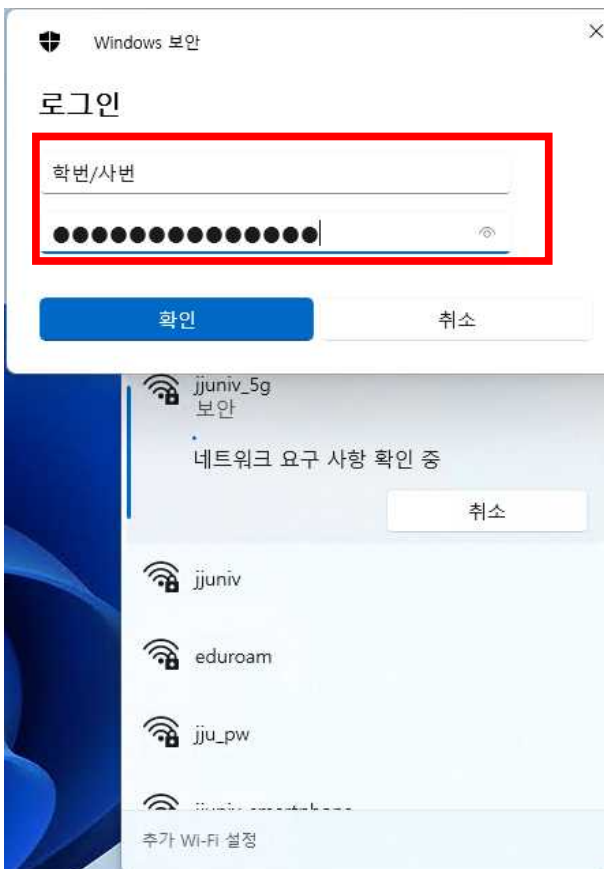 Windows 보안
로그인
학번/사번
●●●●●●●●●●●●●●
확인
취소
jjuniv_5g
보안
네트워크 요구 사항 확인 중
취소
jjuniv
eduroam
jju_pw
추가 Wi-Fi 설정